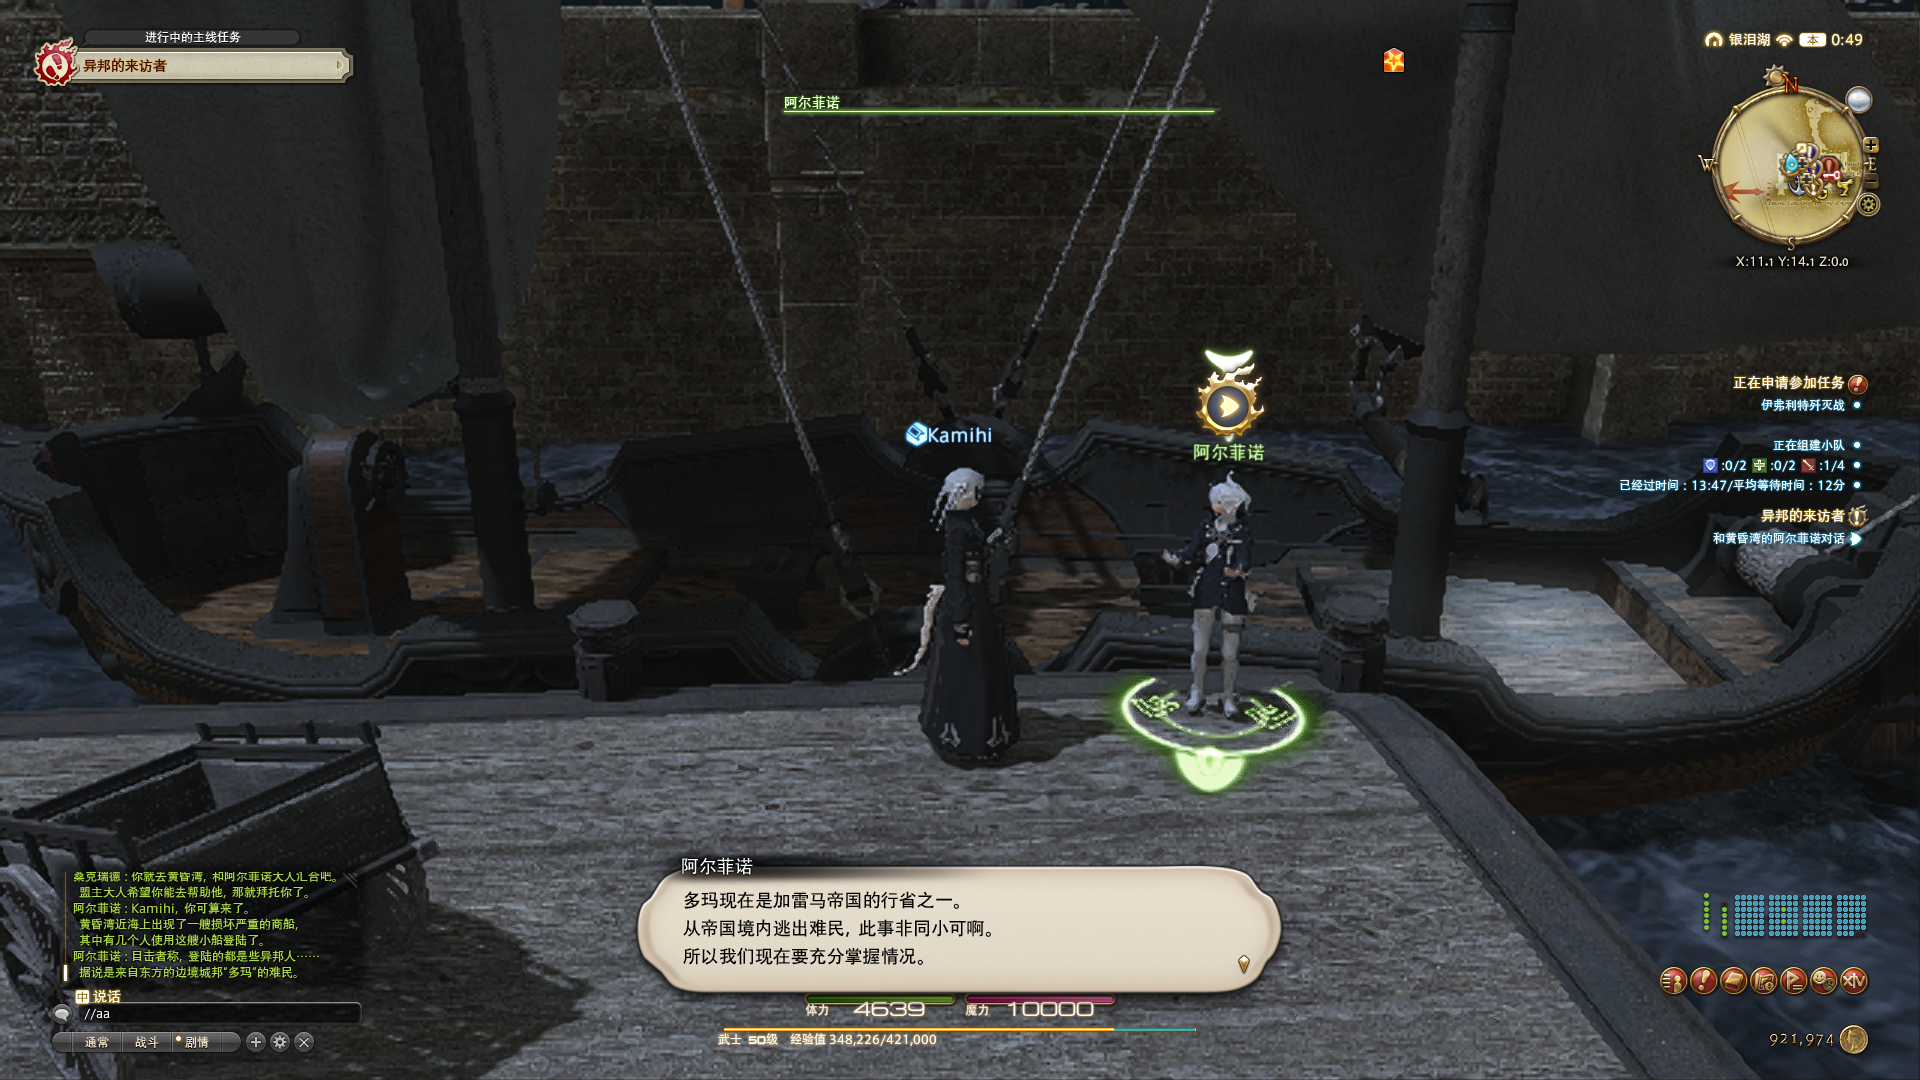 进行中的主线任务
异邦的来访者
阿尔菲诺
银泪湖 本 0:49
N
W
E
S
X:11.1 Y:14.1 Z:0.0
Kamihi
阿尔菲诺
正在申请参加任务
伊弗利特歼灭战
正在组建小队
:0/2 :0/2 :1/4
已经过时间：13:47/平均等待时间：12分
异邦的来访者
和黄昏湾的阿尔菲诺对话
桑克瑞德：你就去黄昏湾，和阿尔菲诺大人汇合吧。
盟主大人希望你能去帮助他，那就拜托你了。
阿尔菲诺：Kamihi，你可算来了。
黄昏湾近海上出现了一艘损坏严重的商船，
其中有几个人使用这艘小船登陆了。
阿尔菲诺：目击者称，登陆的都是些异邦人……
据说是来自东方的边境城邦“多玛”的难民。
说话
//aa
通常 战斗 剧情
阿尔菲诺
多玛现在是加雷马帝国的行省之一。
从帝国境内逃出难民，此事非同小可啊。
所以我们现在要充分掌握情况。
体力 4639 魔力 10000
武士 50级 经验值 348,226/421,000
XIV
921,974